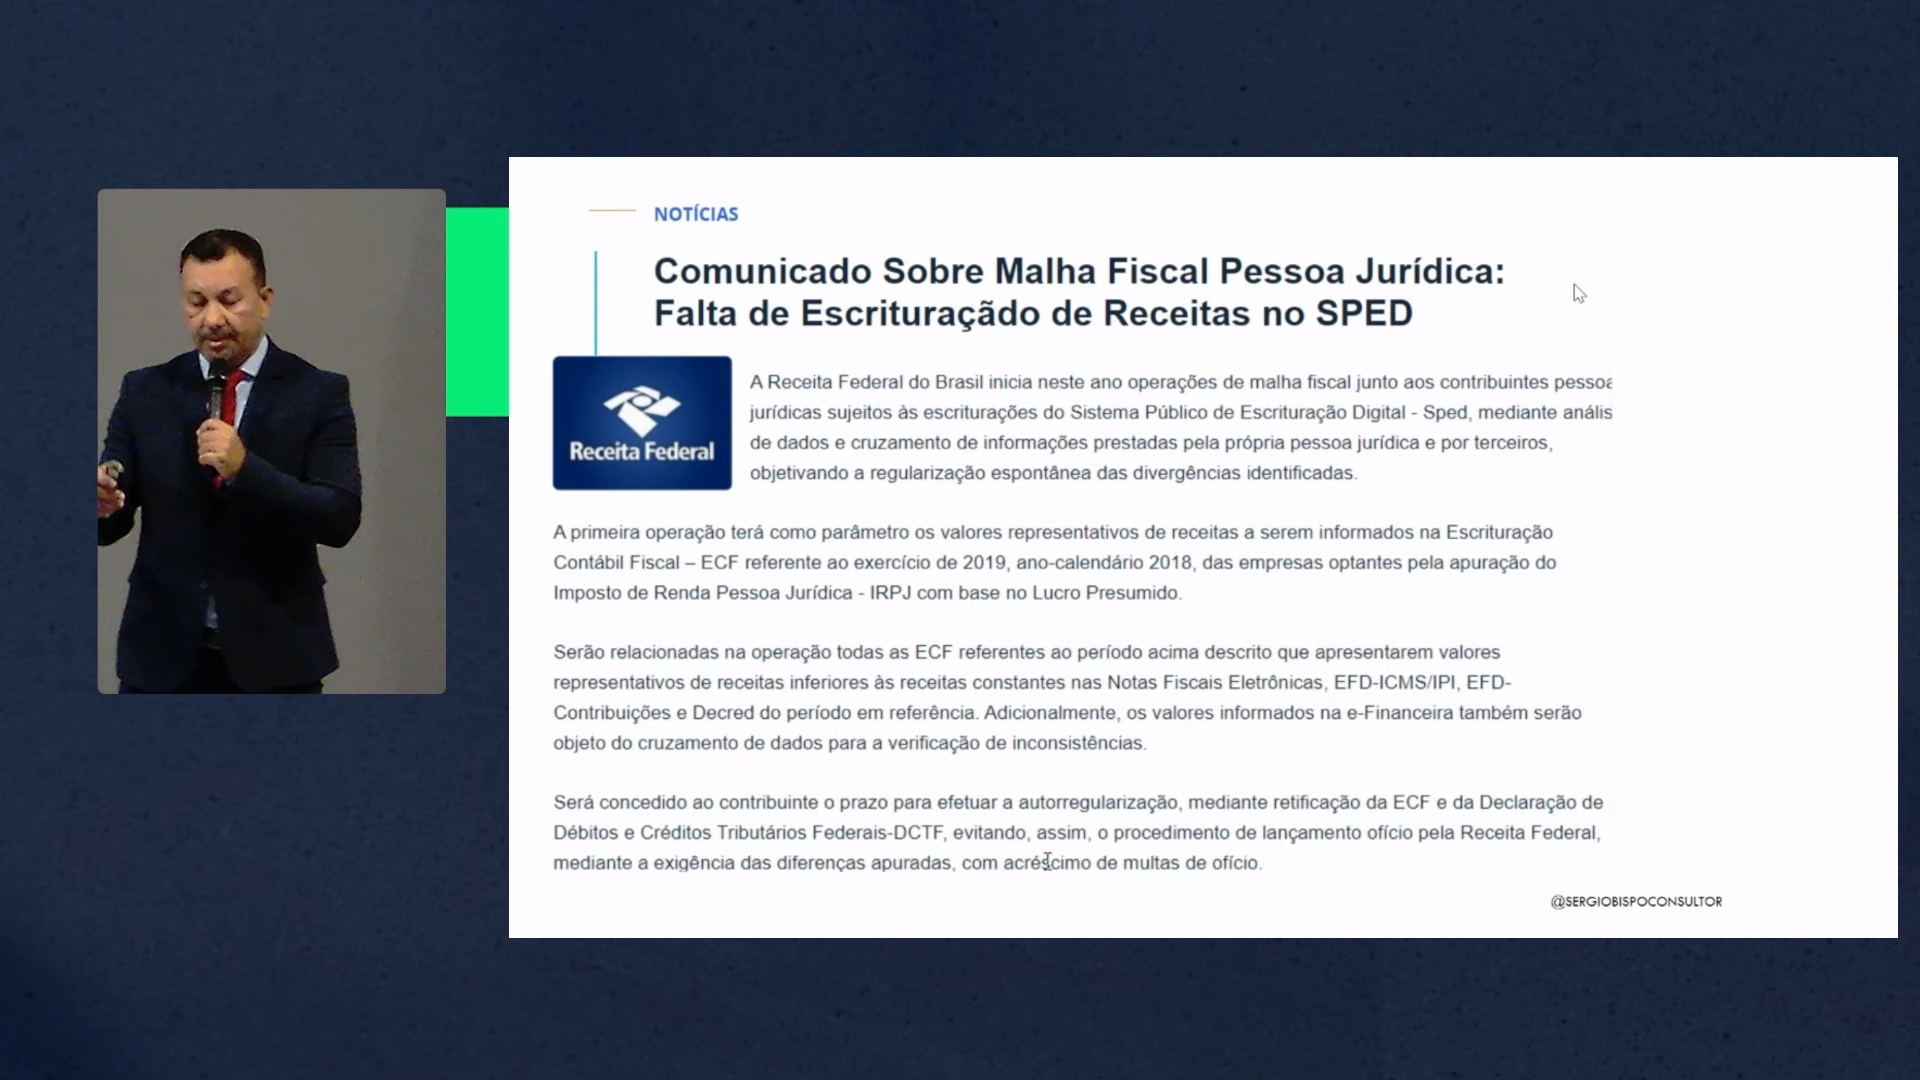 NOTÍCIAS
Comunicado Sobre Malha Fiscal Pessoa Jurídica:
Falta de Escrituraçãdo de Receitas no SPED
Receita Federal
A Receita Federal do Brasil inicia neste ano operações de malha fiscal junto aos contribuintes pessoa
jurídicas sujeitos às escriturações do Sistema Público de Escrituração Digital - Sped, mediante anális
de dados e cruzamento de informações prestadas pela própria pessoa jurídica e por terceiros,
objetivando a regularização espontânea das divergências identificadas.
A primeira operação terá como parâmetro os valores representativos de receitas a serem informados na Escrituração
Contábil Fiscal – ECF referente ao exercício de 2019, ano-calendário 2018, das empresas optantes pela apuração do
Imposto de Renda Pessoa Jurídica - IRPJ com base no Lucro Presumido.
Serão relacionadas na operação todas as ECF referentes ao período acima descrito que apresentarem valores
representativos de receitas inferiores às receitas constantes nas Notas Fiscais Eletrônicas, EFD-ICMS/IPI, EFD-
Contribuições e Decred do período em referência. Adicionalmente, os valores informados na e-Financeira também serão
objeto do cruzamento de dados para a verificação de inconsistências.
Será concedido ao contribuinte o prazo para efetuar a autorregularização, mediante retificação da ECF e da Declaração de
Débitos e Créditos Tributários Federais-DCTF, evitando, assim, o procedimento de lançamento ofício pela Receita Federal,
mediante a exigência das diferenças apuradas, com acréscimo de multas de ofício.
@SERGIOBISPOCONSULTOR